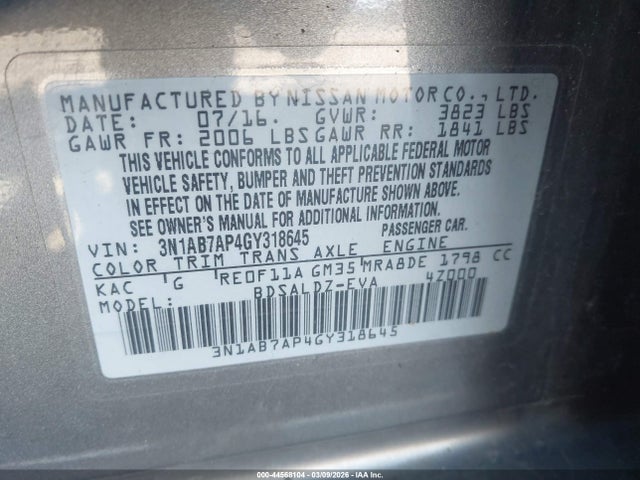 MANUFACTURED BY NISSAN MOTOR CO., LTD.
DATE: 07/16. GVWR: 3823 LBS
GAWR FR: 2006 LBS GAWR RR: 1841 LBS
THIS VEHICLE CONFORMS TO ALL APPLICABLE FEDERAL MOTOR
VEHICLE SAFETY, BUMPER AND THEFT PREVENTION STANDARDS
IN EFFECT ON THE DATE OF MANUFACTURE SHOWN ABOVE.
SEE OWNER'S MANUAL FOR ADDITIONAL INFORMATION.
VIN: 3N1AB7AP4GY318645 PASSENGER CAR.
COLOR TRIM TRANS AXLE ENGINE
KAC G RE0F11A GM35 MRA8DE 1798 CC
MODEL: BDSALDZ-EVA 4Z000
3N1AB7AP4GY318645
000-44568104 | 03/09/2026 | IAA, Inc.